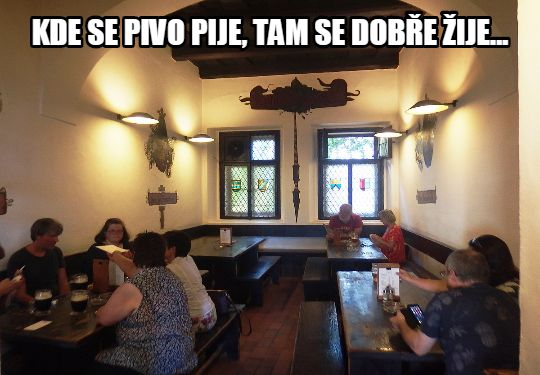 KDE SE PIVO PIJE, TAM SE DOBŘE ŽIJE...